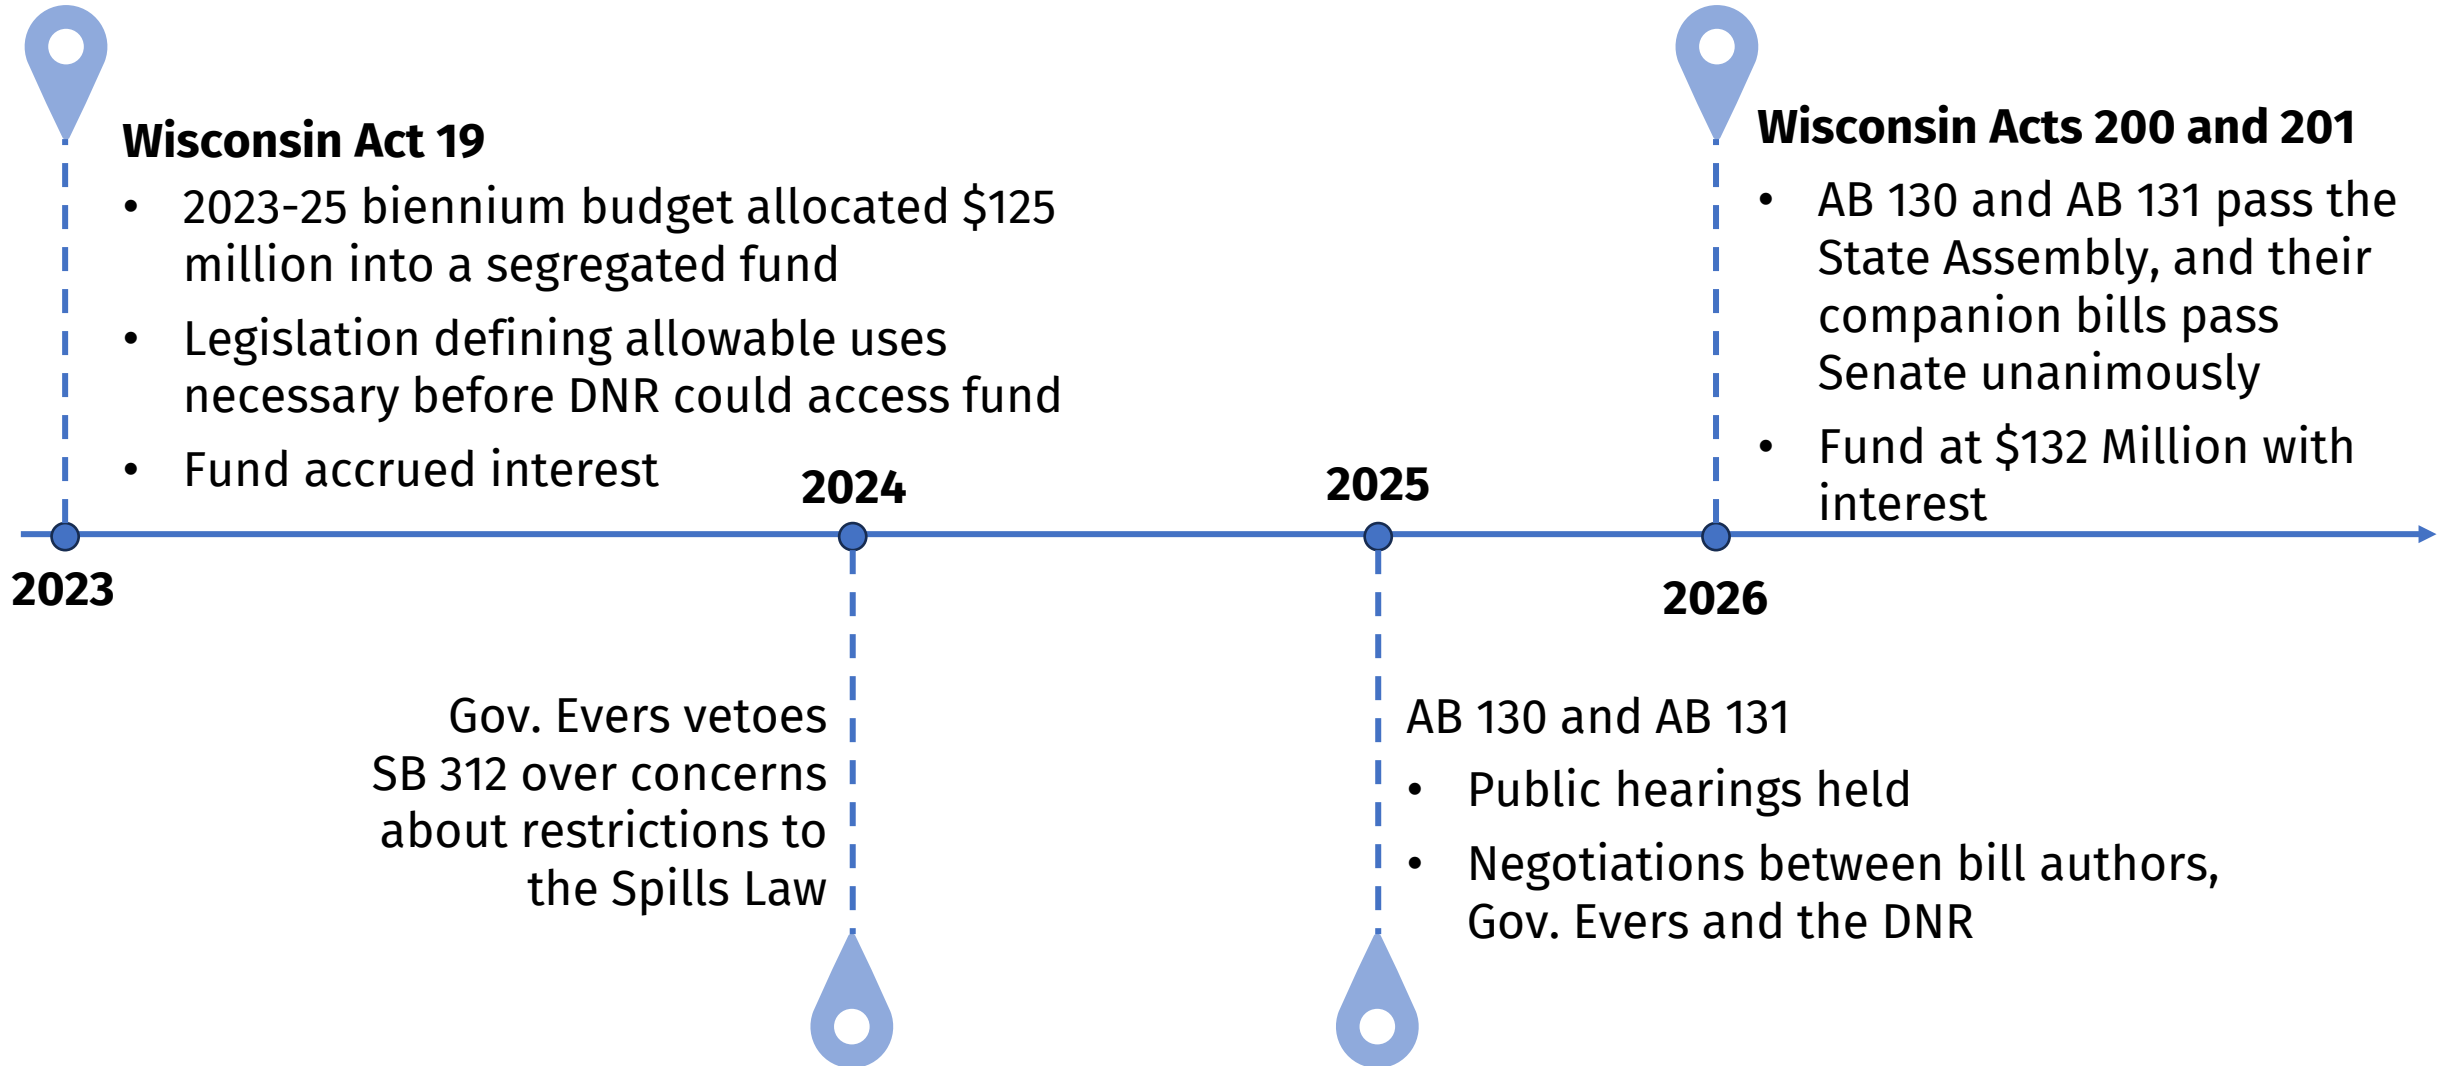 Wisconsin Act 19
• 2023-25 biennium budget allocated $125
million into a segregated fund
• Legislation defining allowable uses
necessary before DNR could access fund
• Fund accrued interest
2023
2024
Gov. Evers vetoes
SB 312 over concerns
about restrictions to
the Spills Law
2025
AB 130 and AB 131
• Public hearings held
• Negotiations between bill authors,
Gov. Evers and the DNR
Wisconsin Acts 200 and 201
• AB 130 and AB 131 pass the
State Assembly, and their
companion bills pass
Senate unanimously
• Fund at $132 Million with
interest
2026